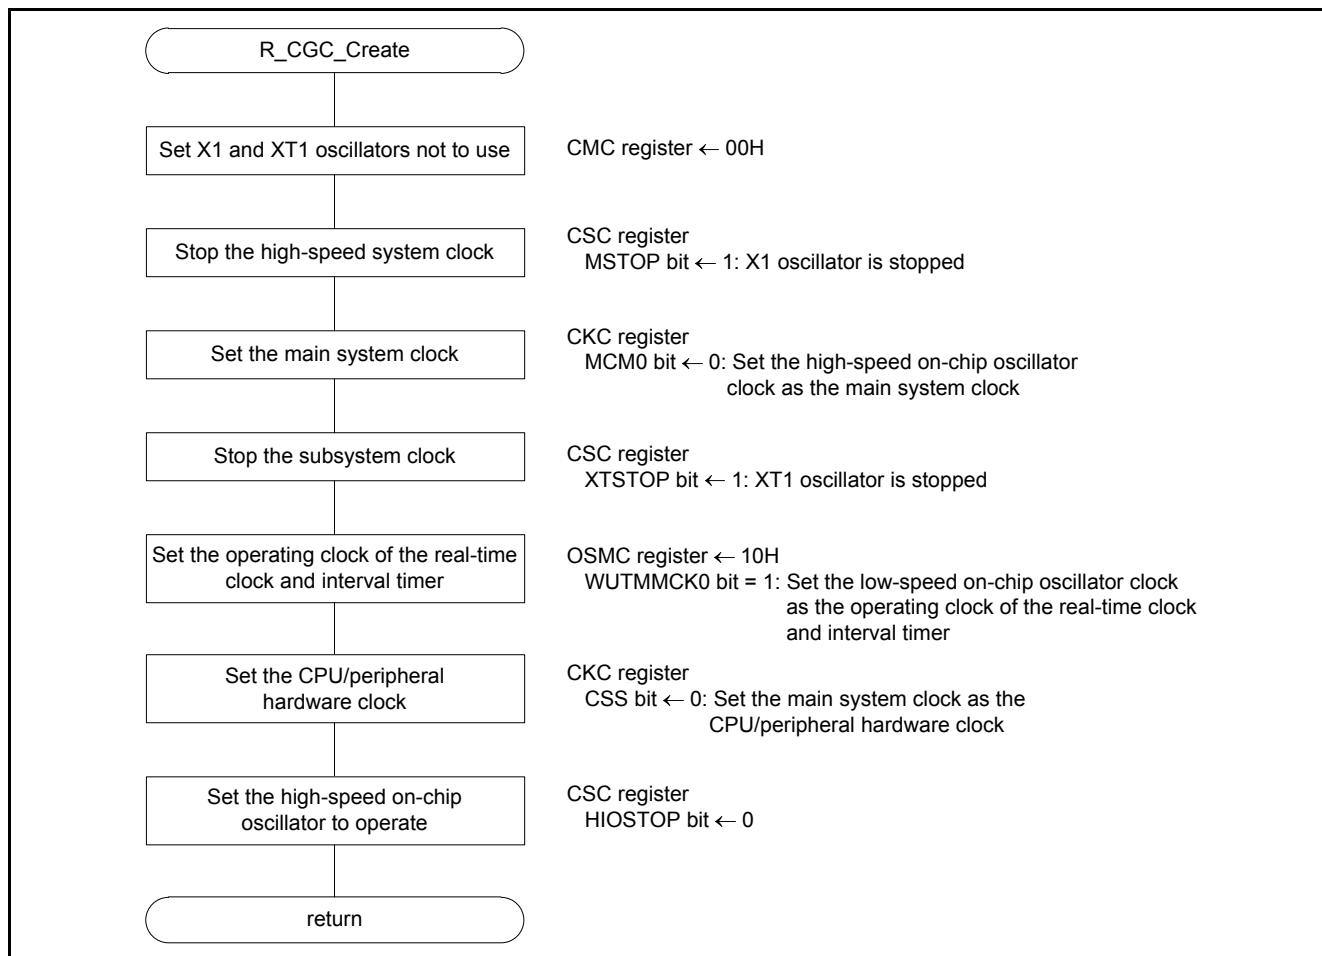 R_CGC_Create
Set X1 and XT1 oscillators not to use
CMC register ← 00H
Stop the high-speed system clock
CSC register
MSTOP bit ← 1: X1 oscillator is stopped
Set the main system clock
CKC register
MCM0 bit ← 0: Set the high-speed on-chip oscillator
clock as the main system clock
Stop the subsystem clock
CSC register
XTSTOP bit ← 1: XT1 oscillator is stopped
Set the operating clock of the real-time
clock and interval timer
OSMC register ← 10H
WUTMMCK0 bit = 1: Set the low-speed on-chip oscillator clock
as the operating clock of the real-time clock
and interval timer
Set the CPU/peripheral
hardware clock
CKC register
CSS bit ← 0: Set the main system clock as the
CPU/peripheral hardware clock
Set the high-speed on-chip
oscillator to operate
CSC register
HIOSTOP bit ← 0
return